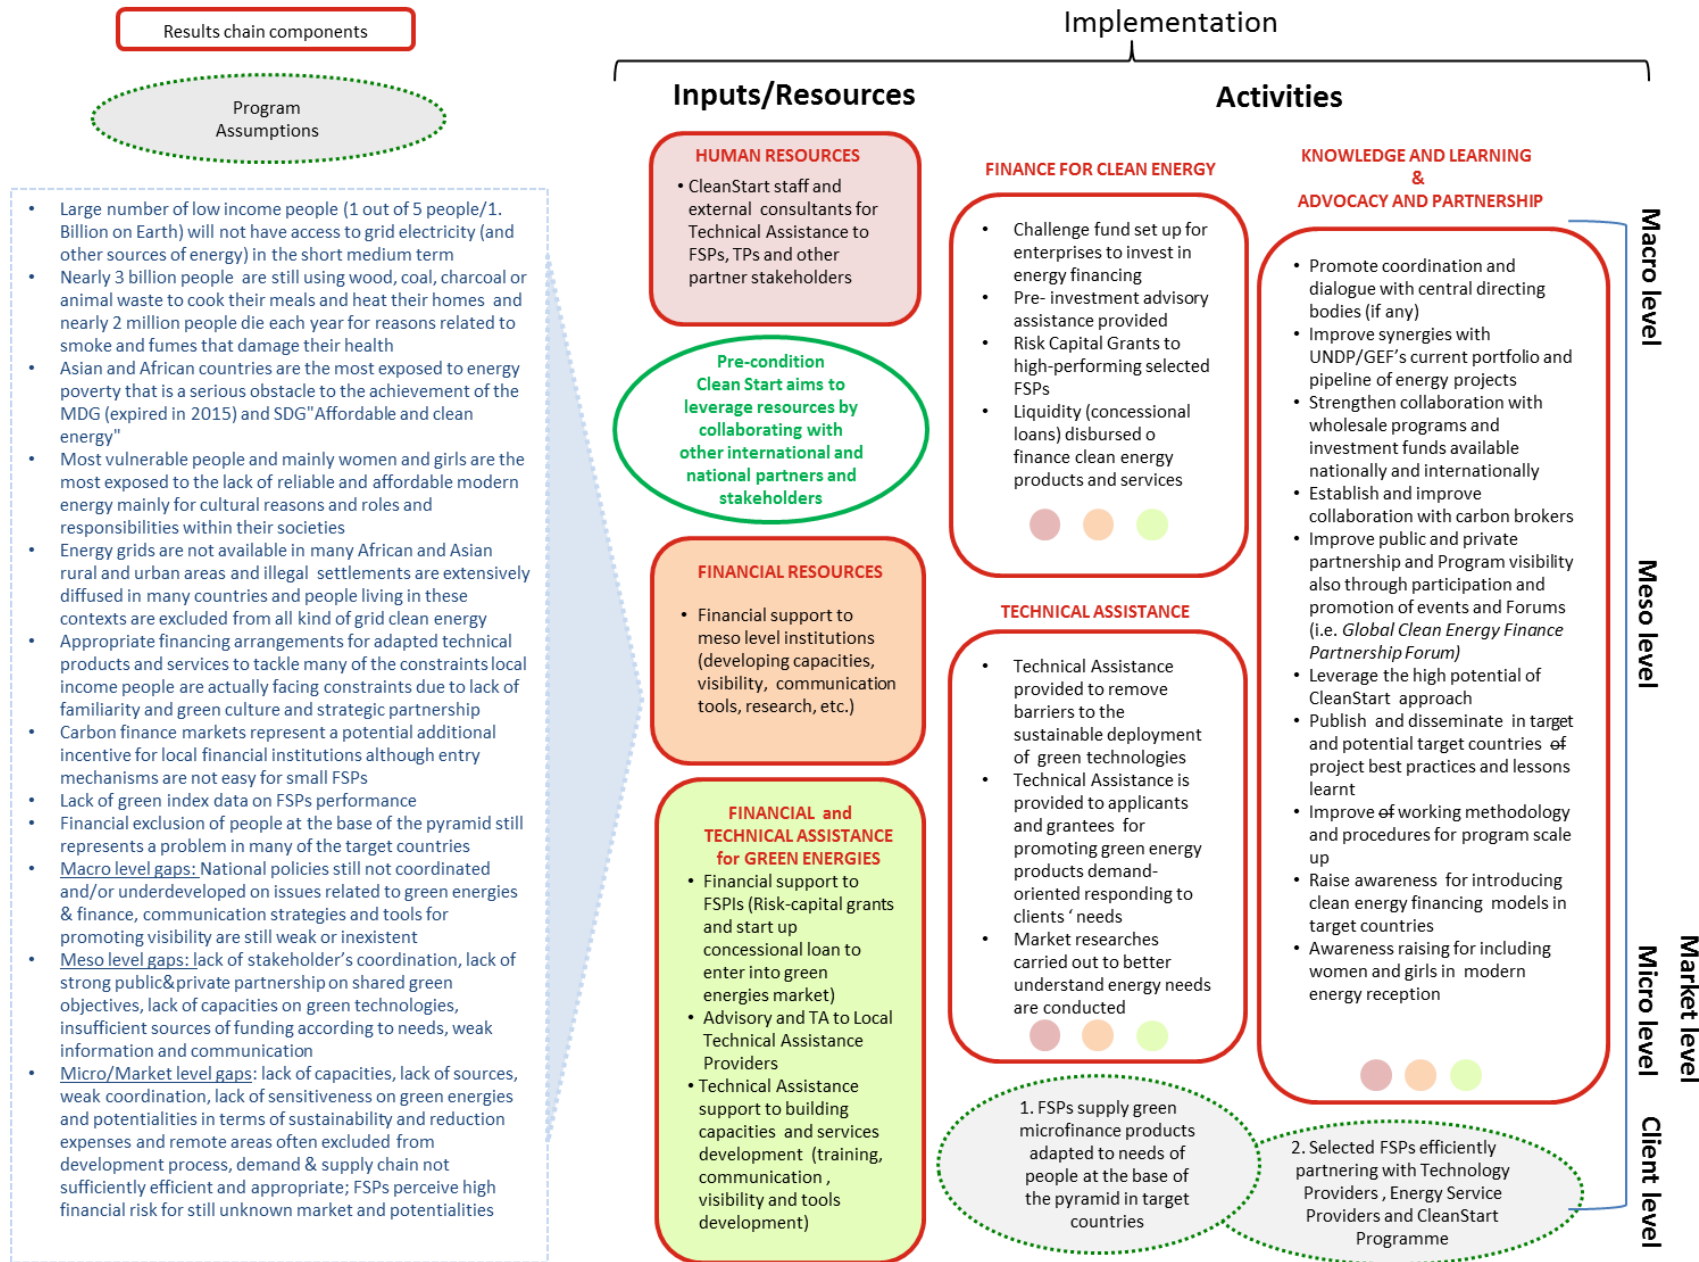 Results chain components
Program
Assumptions
Implementation
Inputs/Resources
Activities
• Large number of low income people (1 out of 5 people/1.
Billion on Earth) will not have access to grid electricity (and
other sources of energy) in the short medium term
• Nearly 3 billion people are still using wood, coal, charcoal or
animal waste to cook their meals and heat their homes and
nearly 2 million people die each year for reasons related to
smoke and fumes that damage their health
• Asian and African countries are the most exposed to energy
poverty that is a serious obstacle to the achievement of the
MDG (expired in 2015) and SDG"Affordable and clean
energy"
• Most vulnerable people and mainly women and girls are the
most exposed to the lack of reliable and affordable modern
energy mainly for cultural reasons and roles and
responsibilities within their societies
• Energy grids are not available in many African and Asian
rural and urban areas and illegal settlements are extensively
diffused in many countries and people living in these
contexts are excluded from all kind of grid clean energy
• Appropriate financing arrangements for adapted technical
products and services to tackle many of the constraints local
income people are actually facing constraints due to lack of
familiarity and green culture and strategic partnership
• Carbon finance markets represent a potential additional
incentive for local financial institutions although entry
mechanisms are not easy for small FSPs
• Lack of green index data on FSPs performance
• Financial exclusion of people at the base of the pyramid still
represents a problem in many of the target countries
• Macro level gaps: National policies still not coordinated
and/or underdeveloped on issues related to green energies
& finance, communication strategies and tools for
promoting visibility are still weak or inexistent
• Meso level gaps: lack of stakeholder's coordination, lack of
strong public&private partnership on shared green
objectives, lack of capacities on green technologies,
insufficient sources of funding according to needs, weak
information and communication
• Micro/Market level gaps: lack of capacities, lack of sources,
weak coordination, lack of sensitiveness on green energies
and potentialities in terms of sustainability and reduction
expenses and remote areas often excluded from
development process, demand & supply chain not
sufficiently efficient and appropriate; FSPs perceive high
financial risk for still unknown market and potentialities
HUMAN RESOURCES
• CleanStart staff and
external consultants for
Technical Assistance to
FSPs, TPs and other
partner stakeholders
Pre-condition
Clean Start aims to
leverage resources by
collaborating with
other international and
national partners and
stakeholders
FINANCIAL RESOURCES
• Financial support to
meso level institutions
(developing capacities,
visibility, communication
tools, research, etc.)
FINANCIAL and
TECHNICAL ASSISTANCE
for GREEN ENERGIES
• Financial support to
FSPIs (Risk-capital grants
and start up
concessional loan to
enter into green
energies market)
• Advisory and TA to Local
Technical Assistance
Providers
• Technical Assistance
support to building
capacities and services
development (training,
communication ,
visibility and tools
development)
FINANCE FOR CLEAN ENERGY
• Challenge fund set up for
enterprises to invest in
energy financing
• Pre- investment advisory
assistance provided
• Risk Capital Grants to
high-performing selected
FSPs
• Liquidity (concessional
loans) disbursed o
finance clean energy
products and services
TECHNICAL ASSISTANCE
• Technical Assistance
provided to remove
barriers to the
sustainable deployment
of green technologies
• Technical Assistance is
provided to applicants
and grantees for
promoting green energy
products demand-
oriented responding to
clients ' needs
• Market researches
carried out to better
understand energy needs
are conducted
1. FSPs supply green
microfinance products
adapted to needs of
people at the base of
the pyramid in target
countries
KNOWLEDGE AND LEARNING
&
ADVOCACY AND PARTNERSHIP
• Promote coordination and
dialogue with central directing
bodies (if any)
• Improve synergies with
UNDP/GEF's current portfolio and
pipeline of energy projects
• Strengthen collaboration with
wholesale programs and
investment funds available
nationally and internationally
• Establish and improve
collaboration with carbon brokers
• Improve public and private
partnership and Program visibility
also through participation and
promotion of events and Forums
(i.e. Global Clean Energy Finance
Partnership Forum)
• Leverage the high potential of
CleanStart approach
• Publish and disseminate in target
and potential target countries of
project best practices and lessons
learnt
• Improve of working methodology
and procedures for program scale
up
• Raise awareness for introducing
clean energy financing models in
target countries
• Awareness raising for including
women and girls in modern
energy reception
2. Selected FSPs efficiently
partnering with Technology
Providers , Energy Service
Providers and CleanStart
Programme
Macro level
Meso level
Micro level
Market level
Client level